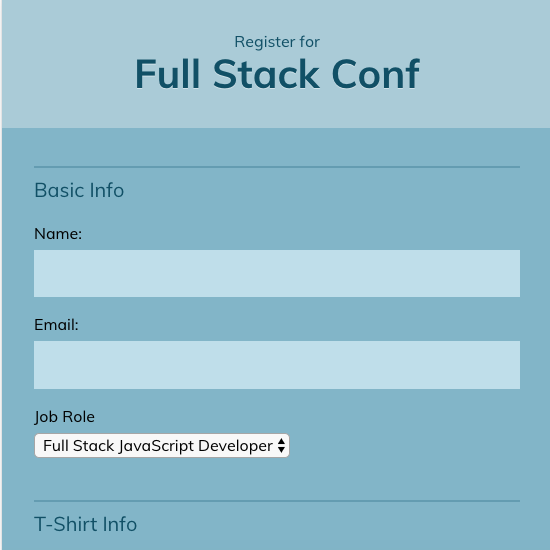 Register for
Full Stack Conf
Basic Info
Name:
Email:
Job Role
Full Stack JavaScript Developer
T-Shirt Info